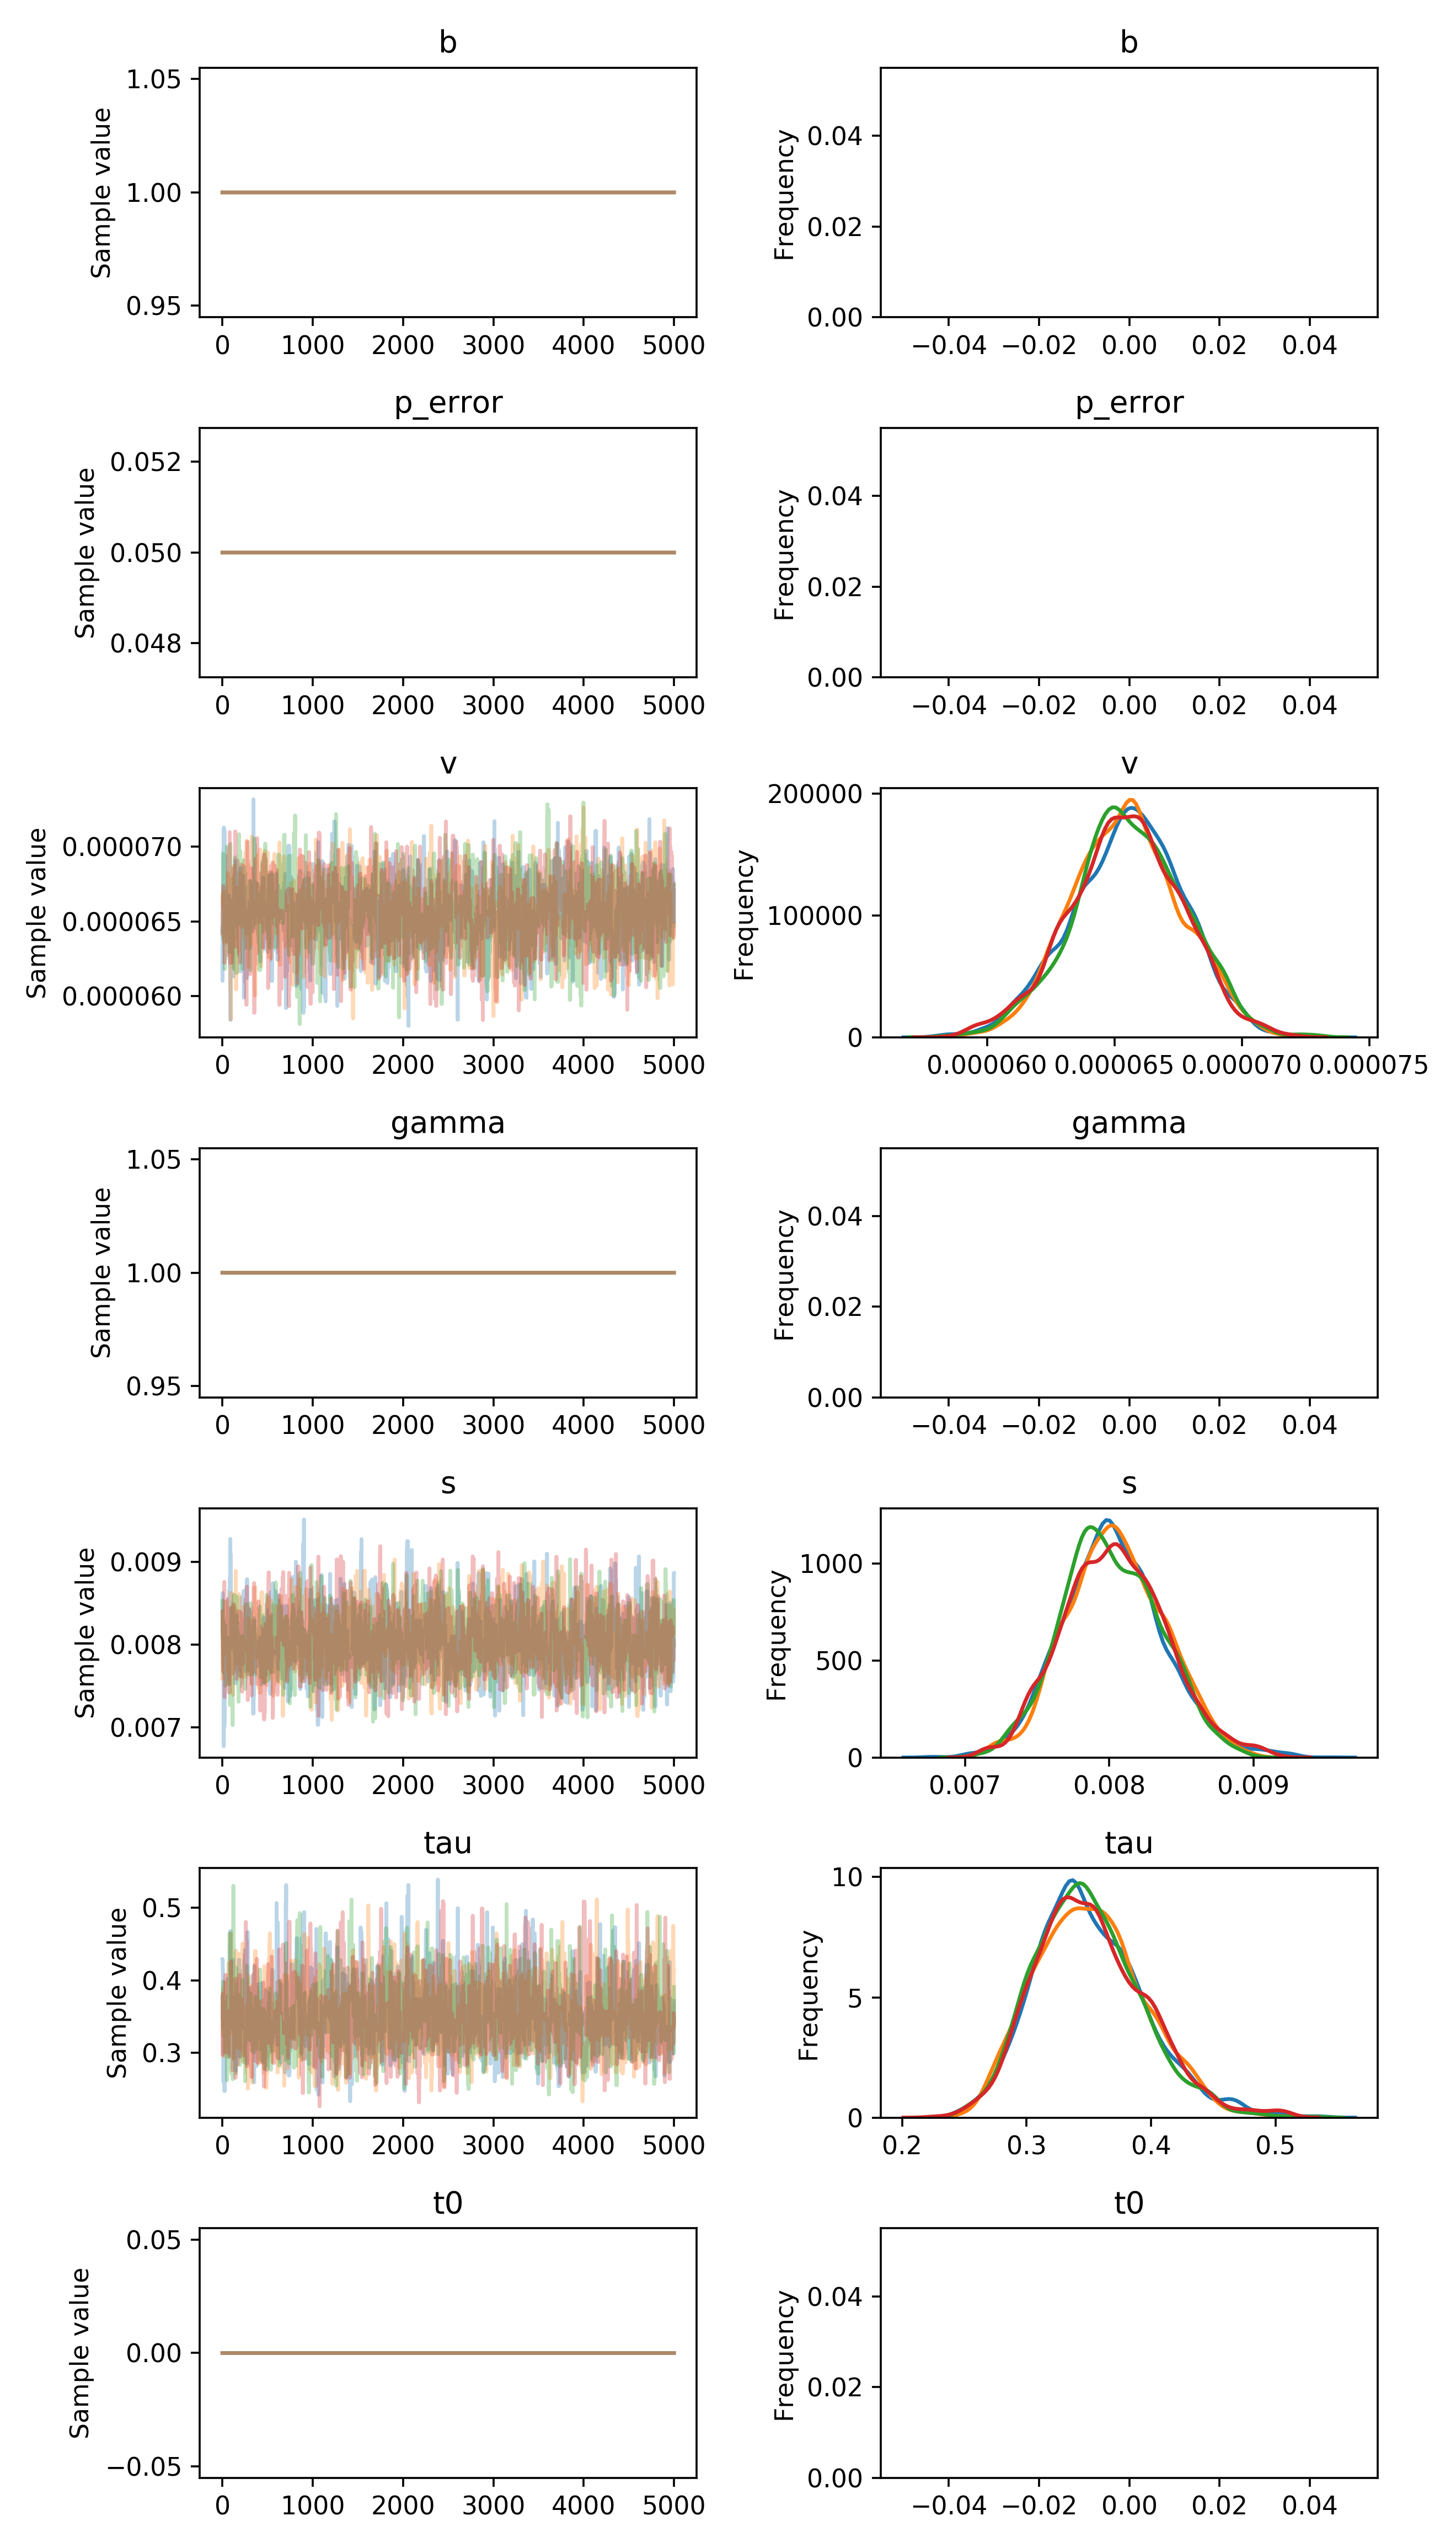 b b
Sample value 1.05 1.00 0.95 Frequency 0.04 0.02 0.00
0 1000 2000 3000 4000 5000 −0.04 −0.02 0.00 0.02 0.04
p_error p_error
Sample value 0.052 0.050 0.048 Frequency 0.04 0.02 0.00
0 1000 2000 3000 4000 5000 −0.04 −0.02 0.00 0.02 0.04
v v
Sample value 0.000070 0.000065 0.000060 Frequency 200000 100000 0
0 1000 2000 3000 4000 5000 0.000060 0.000065 0.000070 0.000075
gamma gamma
Sample value 1.05 1.00 0.95 Frequency 0.04 0.02 0.00
0 1000 2000 3000 4000 5000 −0.04 −0.02 0.00 0.02 0.04
s s
Sample value 0.009 0.008 0.007 Frequency 1000 500 0
0 1000 2000 3000 4000 5000 0.007 0.008 0.009
tau tau
Sample value 0.5 0.4 0.3 Frequency 10 5 0
0 1000 2000 3000 4000 5000 0.2 0.3 0.4 0.5
t0 t0
Sample value 0.05 0.00 −0.05 Frequency 0.04 0.02 0.00
0 1000 2000 3000 4000 5000 −0.04 −0.02 0.00 0.02 0.04